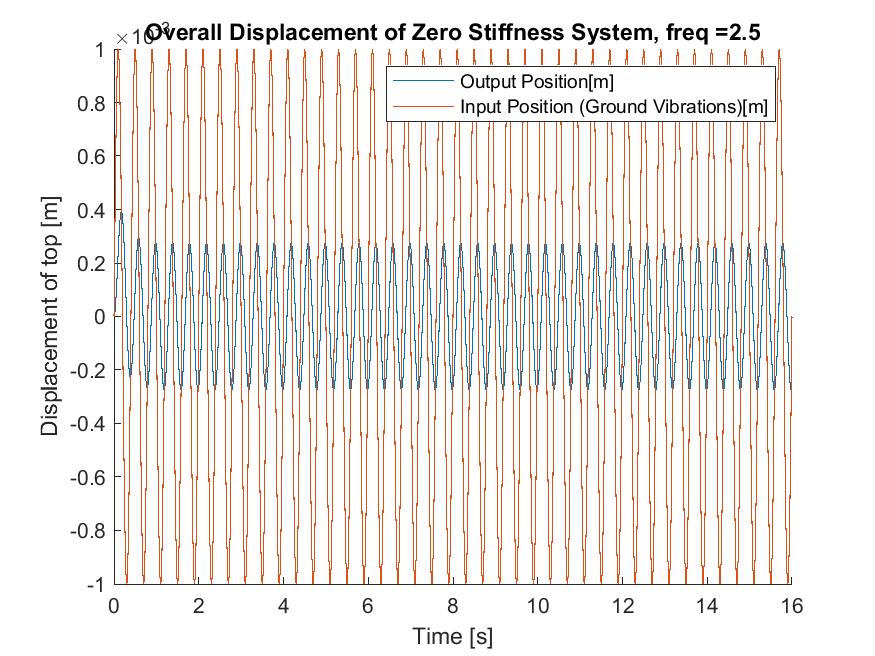 ×10⁻³
Overall Displacement of Zero Stiffness System, freq =2.5
Output Position[m]
Input Position (Ground Vibrations)[m]
1
0.8
0.6
0.4
0.2
0
-0.2
-0.4
-0.6
-0.8
-1
Displacement of top [m]
0 2 4 6 8 10 12 14 16
Time [s]